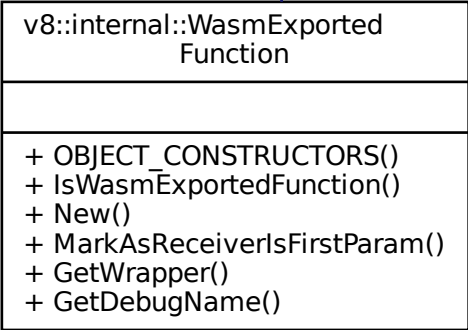 v8::internal::WasmExported
Function
+ OBJECT_CONSTRUCTORS()
+ IsWasmExportedFunction()
+ New()
+ MarkAsReceiverIsFirstParam()
+ GetWrapper()
+ GetDebugName()